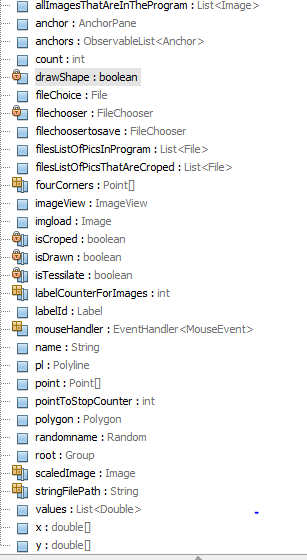 allImagesThatAreInTheProgram : List<Image>
anchor : AnchorPane
anchors : ObservableList<Anchor>
count : int
drawShape : boolean
fileChoice : File
filechooser : FileChooser
filechoosertosave : FileChooser
filesListOfPicsInProgram : List<File>
filesListOfPicsThatAreCroped : List<File>
fourCorners : Point[]
imageView : ImageView
imgload : Image
isCroped : boolean
isDrawn : boolean
isTessilate : boolean
labelCounterForImages : int
labelId : Label
mouseHandler : EventHandler<MouseEvent>
name : String
pl : Polyline
point : Point[]
pointToStopCounter : int
polygon : Polygon
randomname : Random
root : Group
scaledImage : Image
stringFilePath : String
values : List<Double>
x : double[]
y : double[]